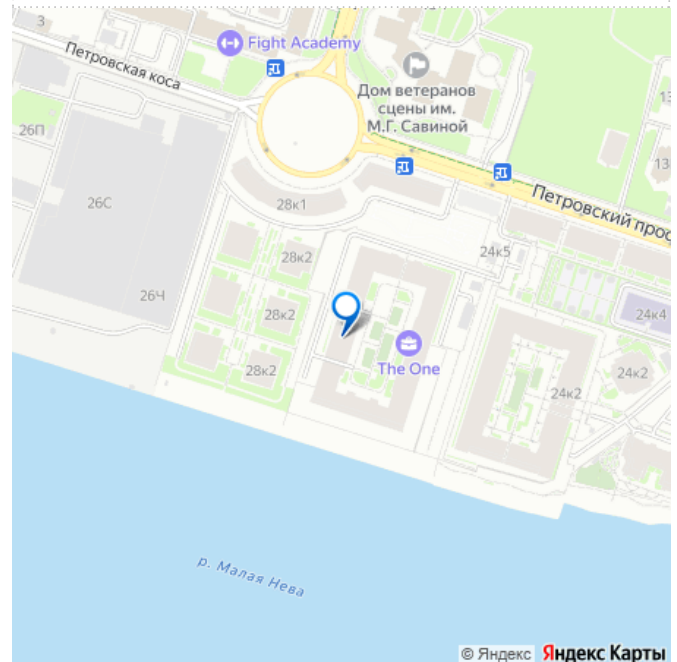 3
Fight Academy
Петровская коса
Дом ветеранов
сцены им.
М.Г. Савиной
26П
13
Петровский прос
26С
28к1
28к2
24к5
26Ч
28к2
24к4
The One
28к2
24к2
24к2
р. Малая Нева
© Яндекс Яндекс Карты